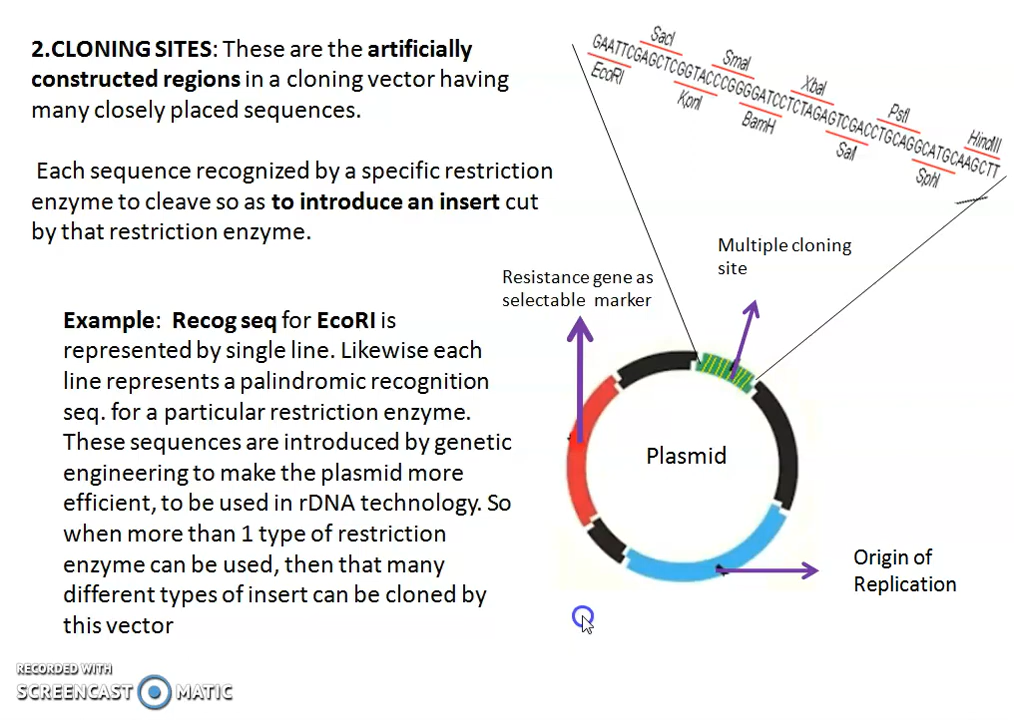 2.CLONING SITES: These are the artificially
constructed regions in a cloning vector having
many closely placed sequences.
Each sequence recognized by a specific restriction
enzyme to cleave so as to introduce an insert cut
by that restriction enzyme.
Example: Recog seq for EcoRI is
represented by single line. Likewise each
line represents a palindromic recognition
seq. for a particular restriction enzyme.
These sequences are introduced by genetic
engineering to make the plasmid more
efficient, to be used in rDNA technology. So
when more than 1 type of restriction
enzyme can be used, then that many
different types of insert can be cloned by
this vector
SacI
SmaI
XbaI
PstI
HindIII
GAATTCGAGCTCGGTACCCGGGGATCCTCTAGAGTCGACCTGCAGGCATGCAAGCTT
EcoRI
KpnI
BamH
SalI
SphI
Multiple cloning
site
Resistance gene as
selectable marker
Plasmid
Origin of
Replication
RECORDED WITH
SCREENCAST MATIC